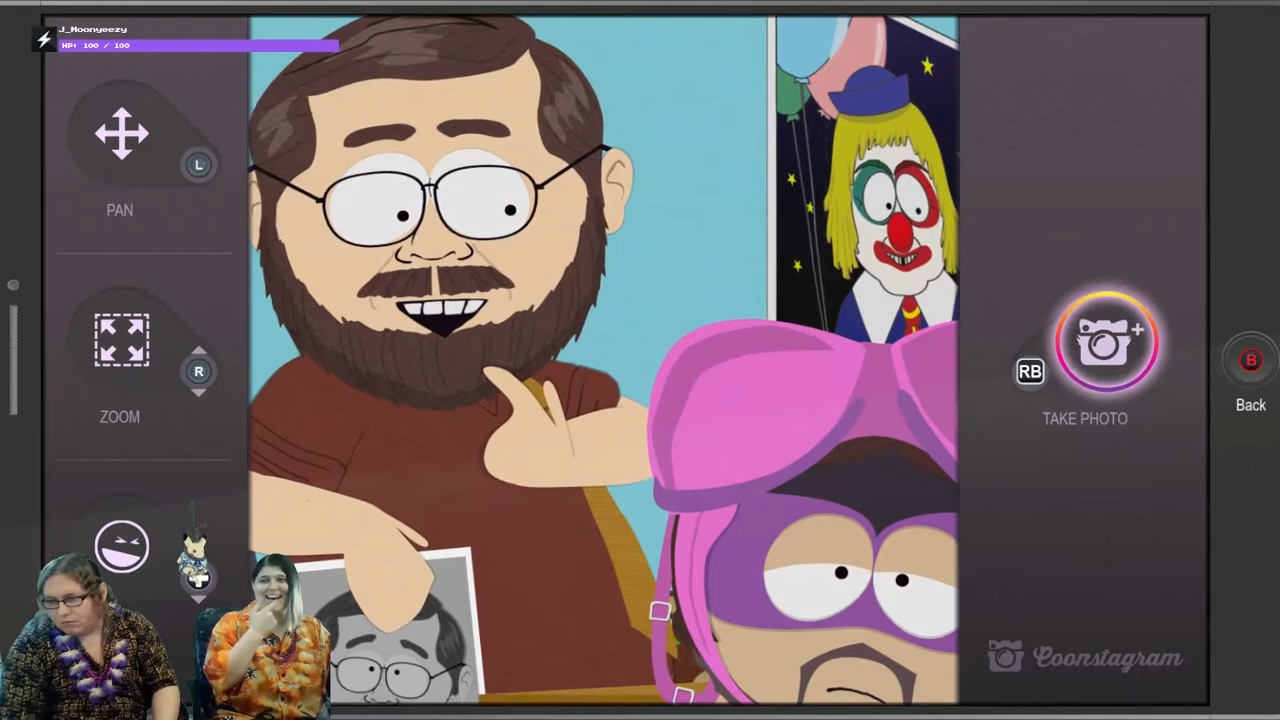 J_Moonyeezy
HP: 100 / 100
L
PAN
R
ZOOM
RB
TAKE PHOTO
B
Back
Coonstagram